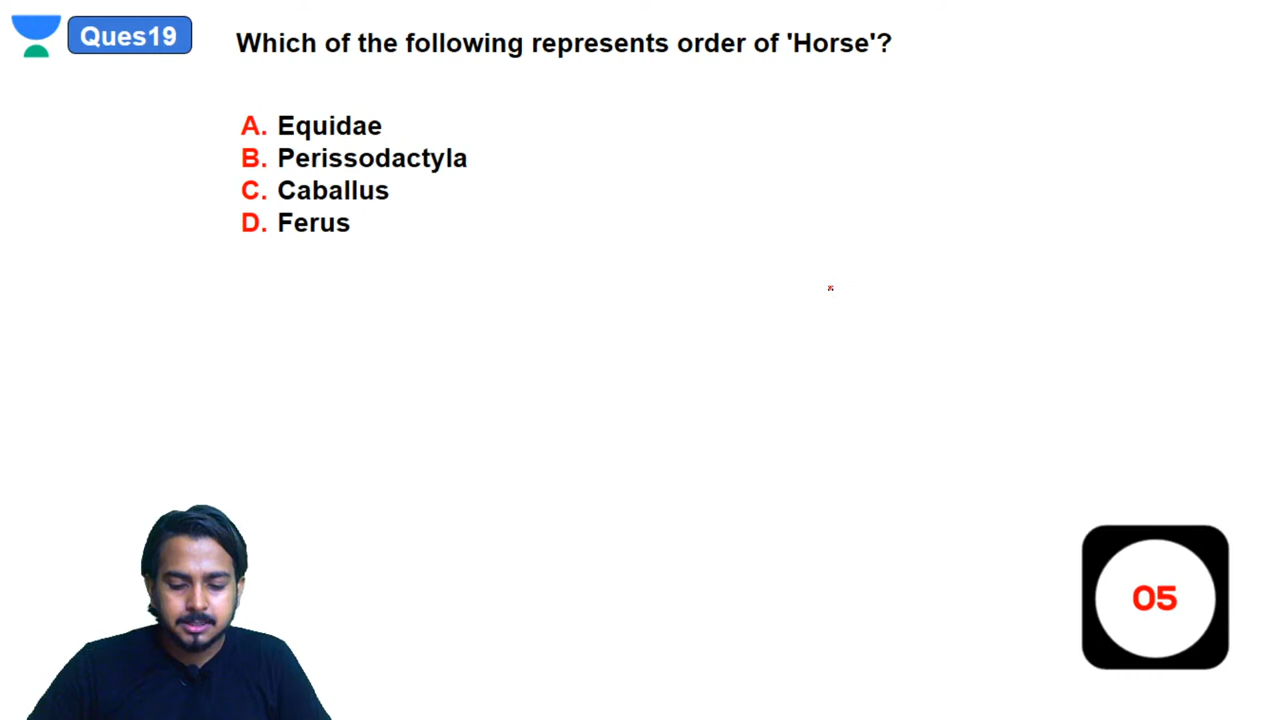 Ques19
Which of the following represents order of 'Horse'?
A. Equidae
B. Perissodactyla
C. Caballus
D. Ferus
05